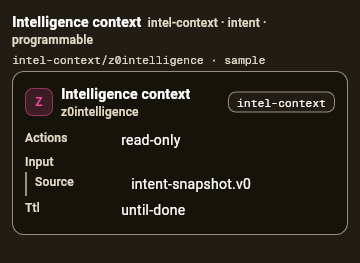 Intelligence context intel-context · intent ·
programmable
intel-context/z0intelligence · sample
Z
Intelligence context
z0intelligence
intel-context
Actions read-only
Input
Source intent-snapshot.v0
Ttl until-done